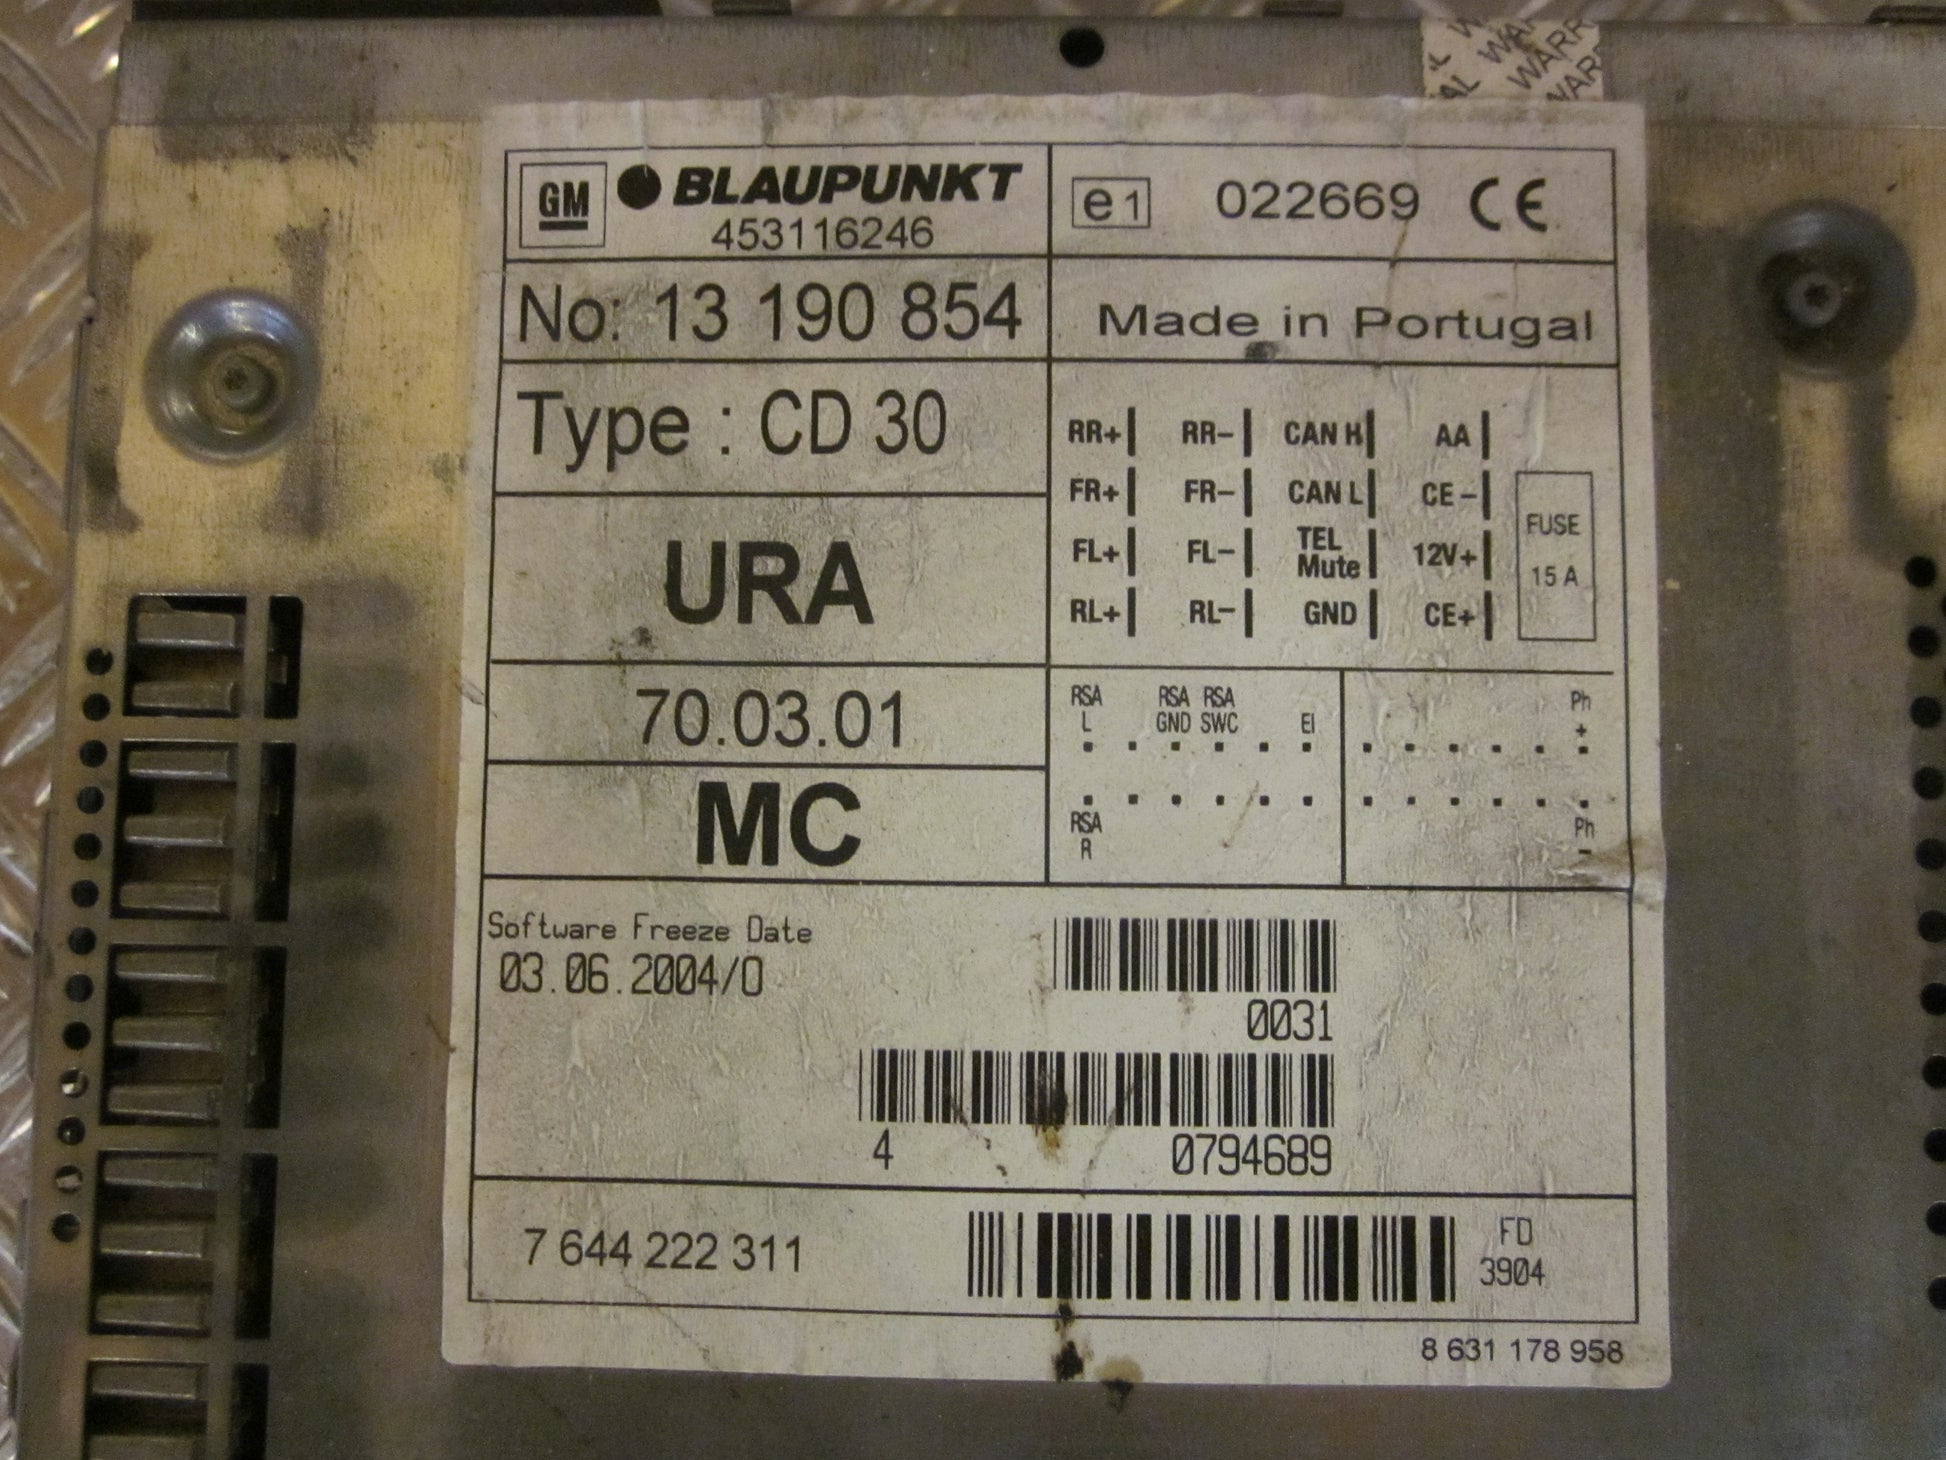 WARR
WARR
GM BLAUPUNKT
453116246
e1 022669 CE
No: 13 190 854
Made in Portugal
Type : CD 30
RR+ RR- CAN H AA
FR+ FR- CAN L CE-
FL+ FL- TEL Mute 12V+
RL+ RL- GND CE+
FUSE
15 A
URA
70.03.01
RSA L RSA GND RSA SWC EI Ph +
RSA R Ph -
MC
Software Freeze Date
03.06.2004/0
0031
4 0794689
7 644 222 311
FD
3904
8 631 178 958